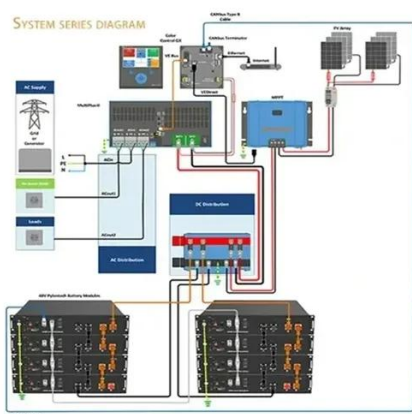 SYSTEM SERIES DIAGRAM
CANbus Type B
Cable
Color
Control GX
CANbus Terminator
VE Bus
Ethernet
Ethernet
VE.Direct
PV Array
AC Supply
Grid
or
Generator
MultiPlus-II
MPPT
L
PE
N
ACin
ACout1
Loads
ACout2
DC Distribution
AC Distribution
48V Pylontech Battery Modules